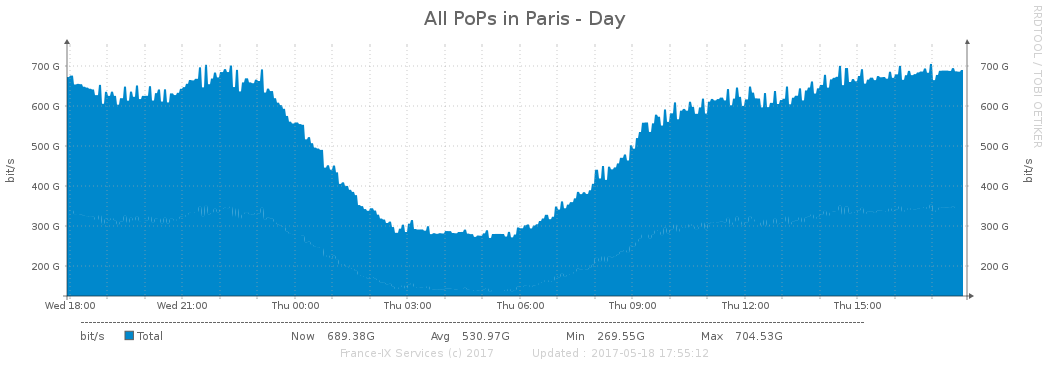 All PoPs in Paris - Day
RRDTOOL / TOBI OETIKER
bit/s
700 G
600 G
500 G
400 G
300 G
200 G
700 G
600 G
500 G
400 G
300 G
200 G
bit/s
Wed 18:00 Wed 21:00 Thu 00:00 Thu 03:00 Thu 06:00 Thu 09:00 Thu 12:00 Thu 15:00
bit/s Total Now 689.38G Avg 530.97G Min 269.55G Max 704.53G
France-IX Services (c) 2017 Updated : 2017-05-18 17:55:12